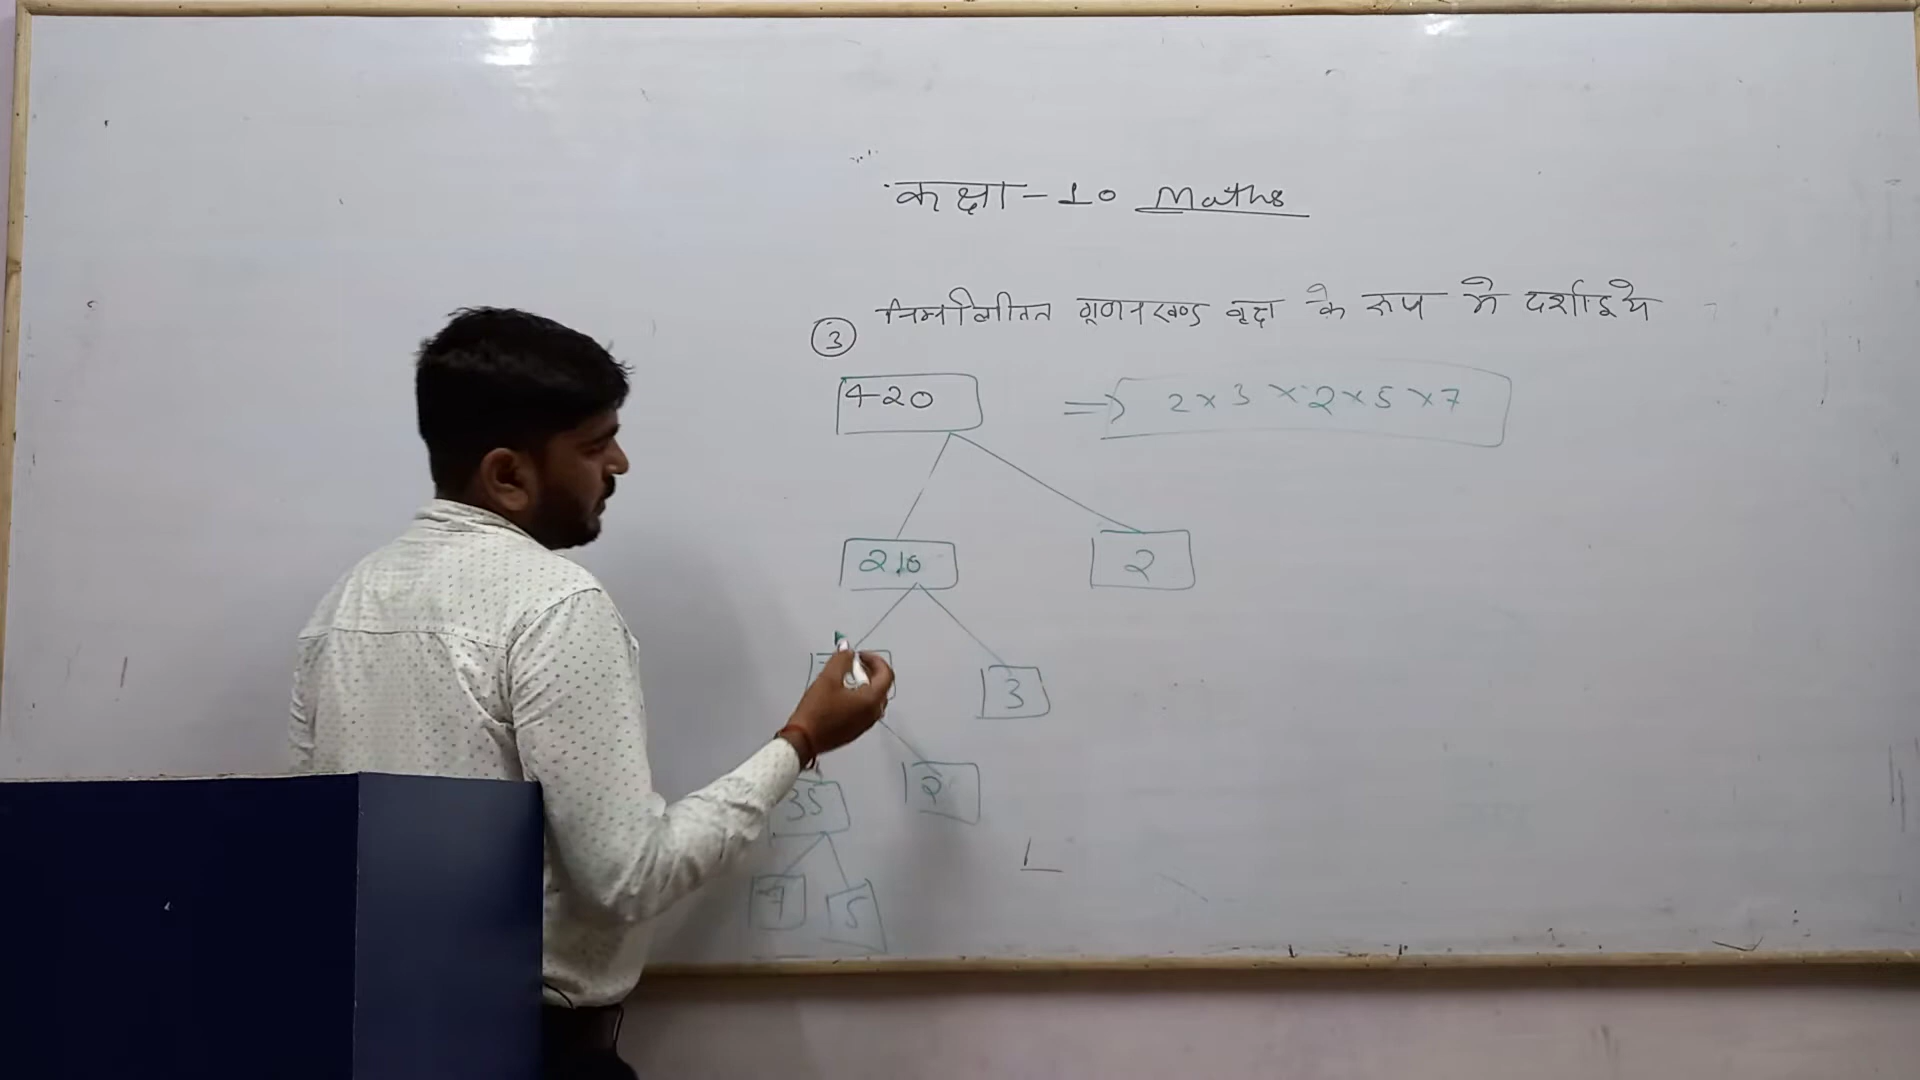 कक्षा-10 Maths
③ निम्नलिखित गुणनखण्ड वृक्ष के रूप मे दर्शाइये
420 => 2 x 3 x 2 x 5 x 7
210 2
3
35 2
7 5